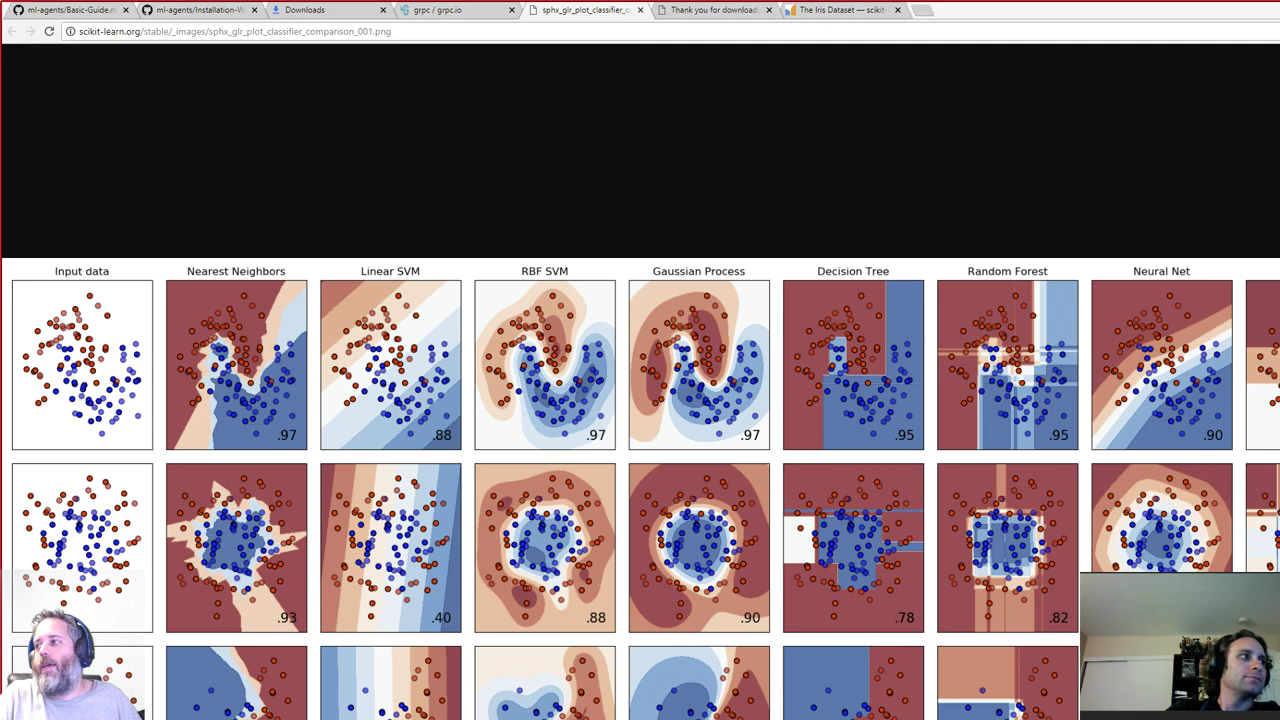 ml-agents/Basic-Guide.m
ml-agents/Installation-W
Downloads
grpc / grpc.io
sphx_glr_plot_classifier_c
Thank you for downloadi
The Iris Dataset — scikit-
scikit-learn.org/stable/_images/sphx_glr_plot_classifier_comparison_001.png
Input data
Nearest Neighbors
Linear SVM
RBF SVM
Gaussian Process
Decision Tree
Random Forest
Neural Net
.97
.88
.97
.97
.95
.95
.90
.93
.40
.88
.90
.78
.82